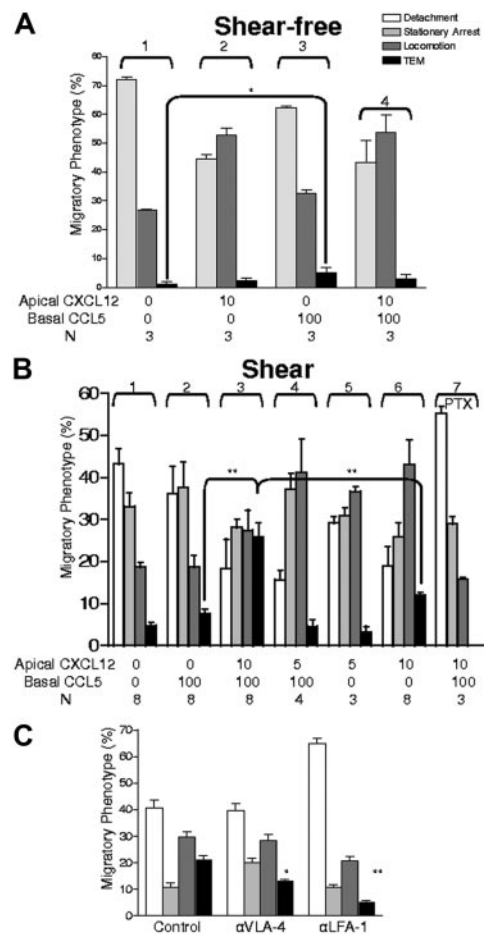 A
Shear-free
Detachment
Stationary Arrest
Locomotion
TEM
Migratory Phenotype (%)
80
70
60
50
40
30
20
10
0
1 2 3 4
*
Apical CXCL12 0 10 0 10
Basal CCL5 0 0 100 100
N 3 3 3 3
B
Shear
Migratory Phenotype (%)
60
50
40
30
20
10
0
1 2 3 4 5 6 7
PTX
** **
Apical CXCL12 0 0 10 5 5 10 10
Basal CCL5 0 100 100 100 0 0 100
N 8 8 8 4 3 8 3
C
Migratory Phenotype (%)
70
60
50
40
30
20
10
0
* **
Control αVLA-4 αLFA-1